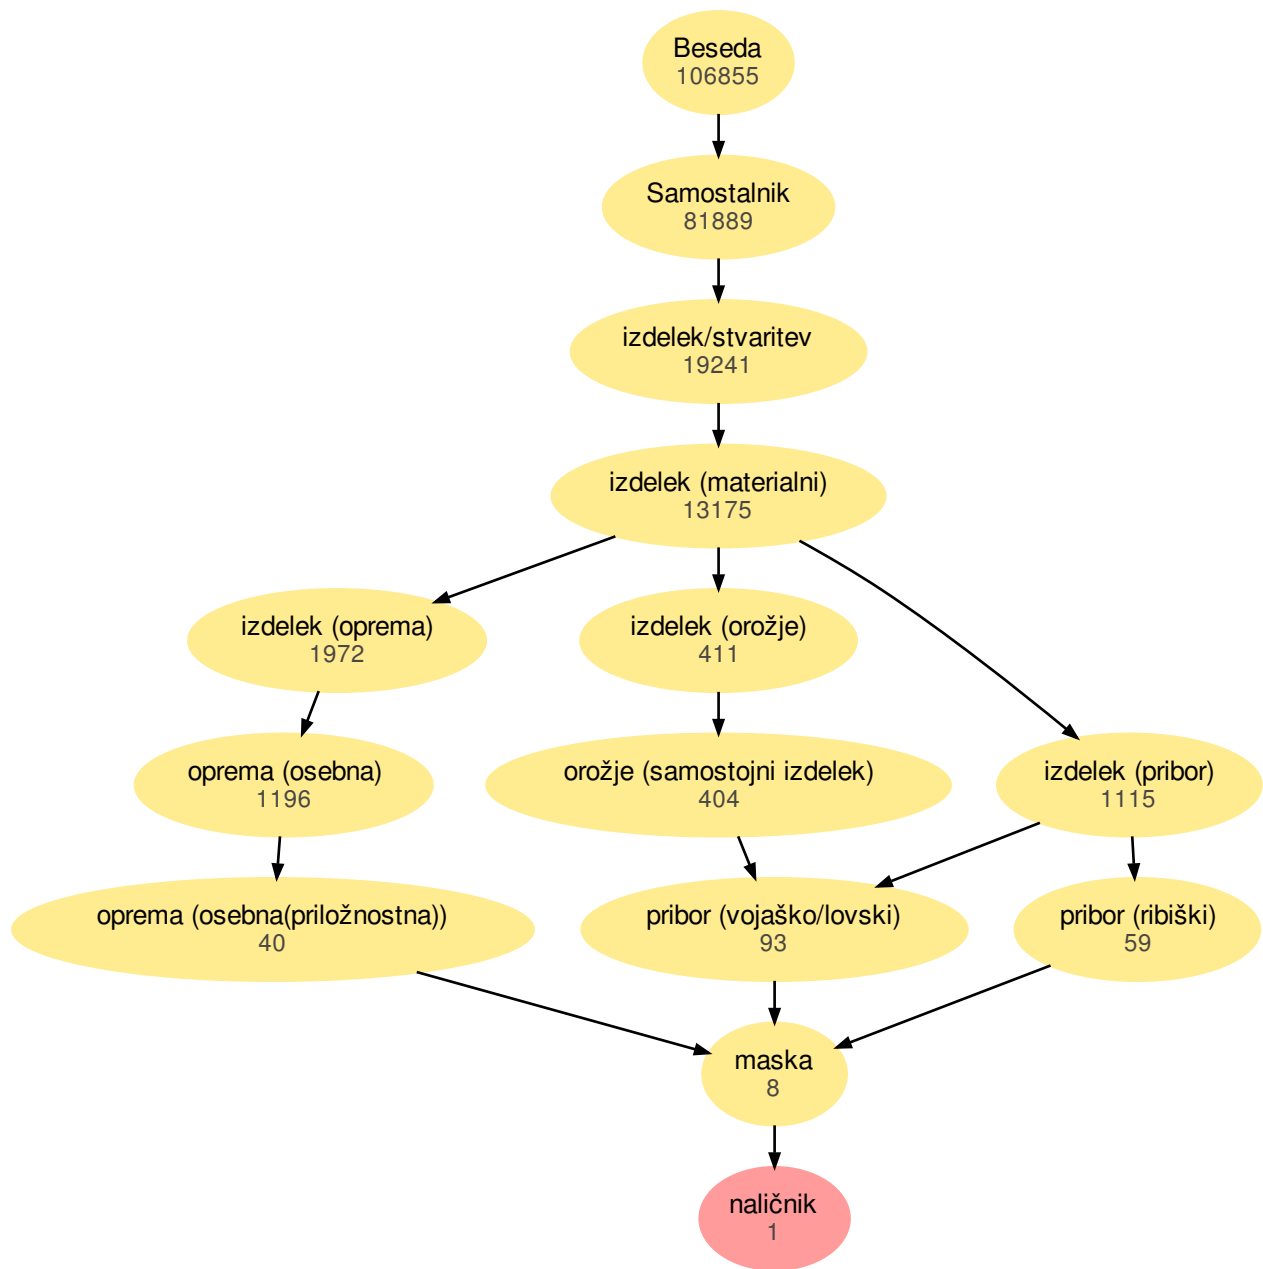 Beseda
106855
Samostalnik
81889
izdelek/stvaritev
19241
izdelek (materialni)
13175
izdelek (oprema)
1972
izdelek (orožje)
411
oprema (osebna)
1196
orožje (samostojni izdelek)
404
izdelek (pribor)
1115
oprema (osebna(priložnostna))
40
pribor (vojaško/lovski)
93
pribor (ribiški)
59
maska
8
naličnik
1